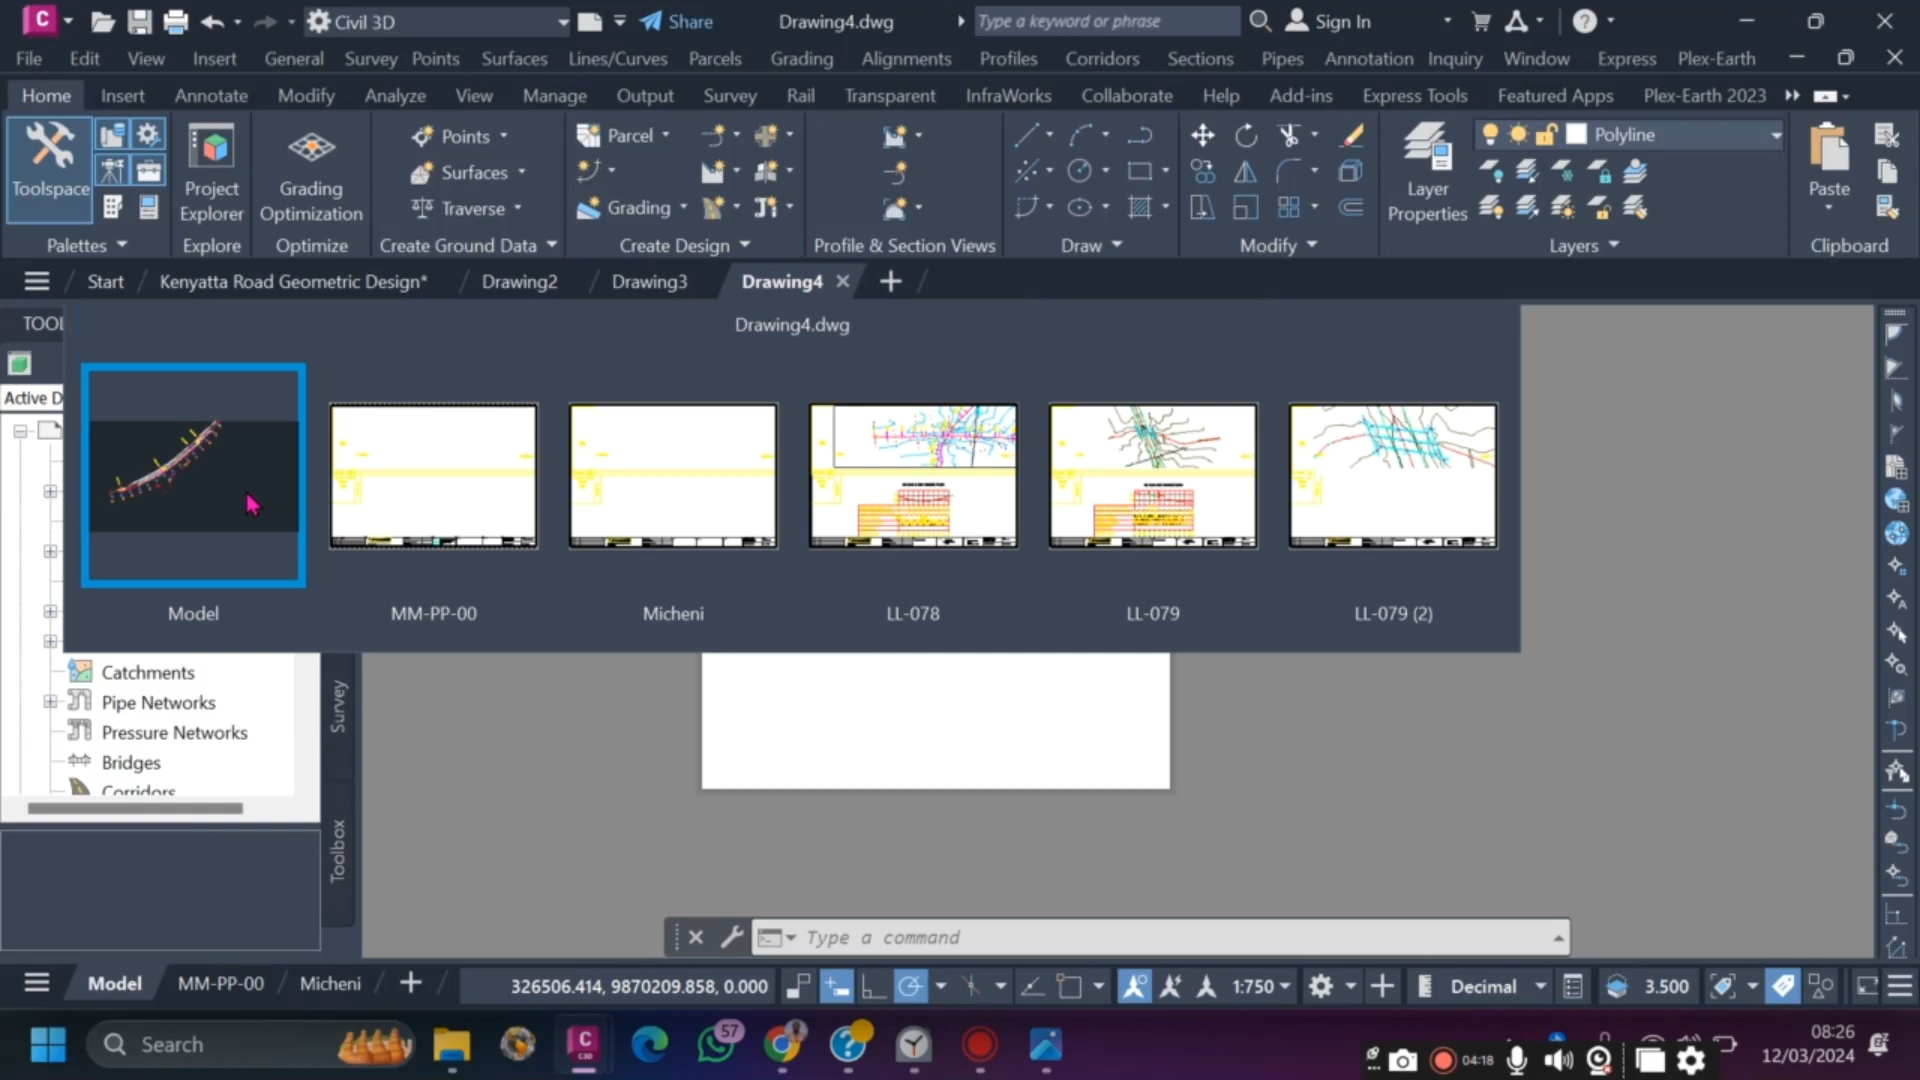 C Civil 3D Share Drawing4.dwg Type a keyword or phrase Sign In
File Edit View Insert General Survey Points Surfaces Lines/Curves Parcels Grading Alignments Profiles Corridors Sections Pipes Annotation Inquiry Window Express Plex-Earth
Home Insert Annotate Modify Analyze View Manage Output Survey Rail Transparent InfraWorks Collaborate Help Add-ins Express Tools Featured Apps Plex-Earth 2023
Points Parcel Polyline
Toolspace Project Explorer Grading Optimization Surfaces Layer Properties Paste
Traverse Grading
Palettes Explore Optimize Create Ground Data Create Design Profile & Section Views Draw Modify Layers Clipboard
Start Kenyatta Road Geometric Design* Drawing2 Drawing3 Drawing4
TOOL
Drawing4.dwg
Active D
Model MM-PP-00 Micheni LL-078 LL-079 LL-079 (2)
Catchments
Pipe Networks
Pressure Networks
Bridges
Corridors
Survey
Toolbox
Type a command
Model MM-PP-00 Micheni 326506.414, 9870209.858, 0.000 1:750 Decimal 3.500
Search C C3D 57
08:26
04:18 12/03/2024